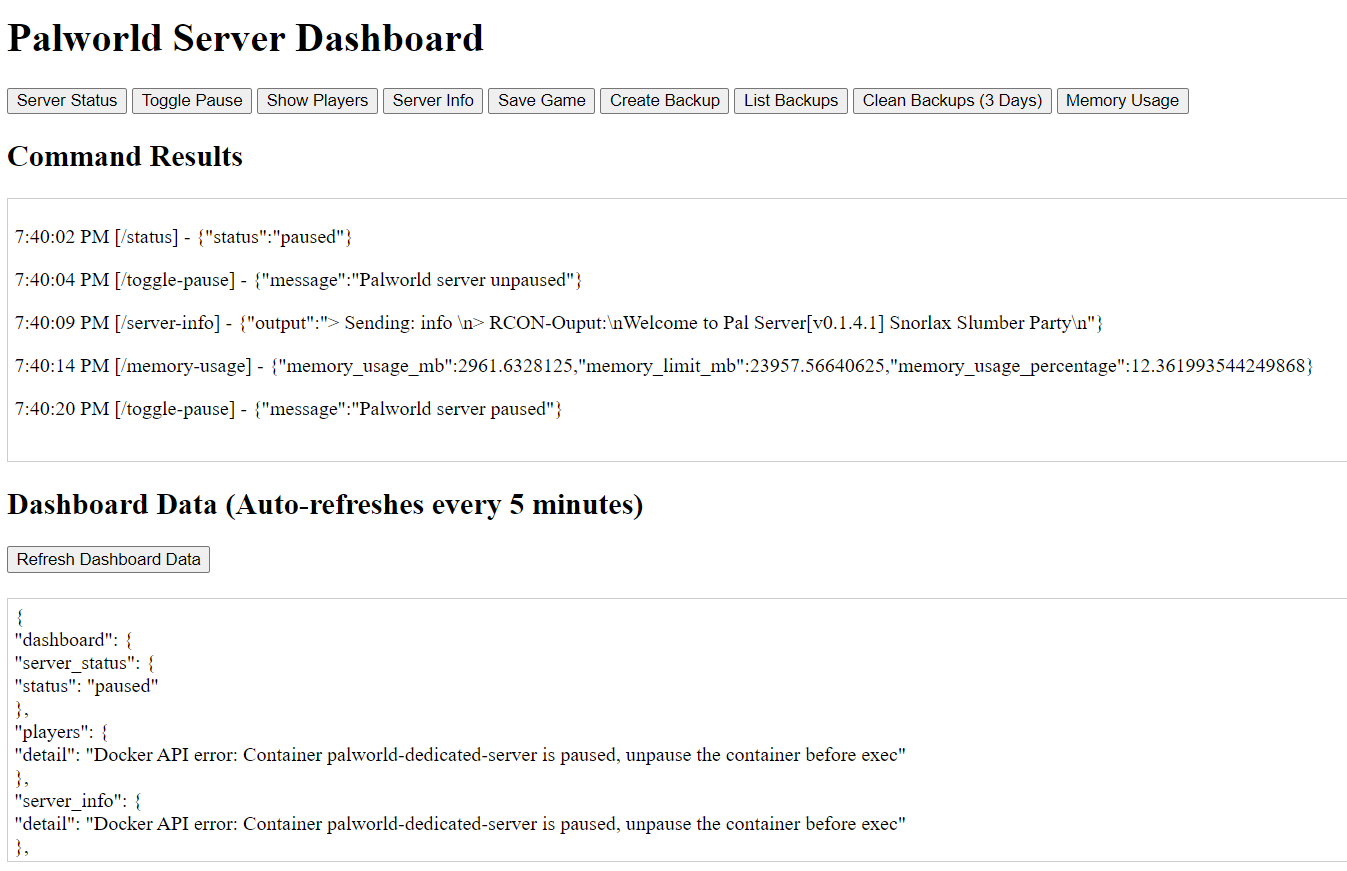 Palworld Server Dashboard
Server Status Toggle Pause Show Players Server Info Save Game Create Backup List Backups Clean Backups (3 Days) Memory Usage
Command Results
7:40:02 PM [/status] - {"status":"paused"}
7:40:04 PM [/toggle-pause] - {"message":"Palworld server unpaused"}
7:40:09 PM [/server-info] - {"output":"> Sending: info \n> RCON-Ouput:\nWelcome to Pal Server[v0.1.4.1] Snorlax Slumber Party\n"}
7:40:14 PM [/memory-usage] - {"memory_usage_mb":2961.6328125,"memory_limit_mb":23957.56640625,"memory_usage_percentage":12.361993544249868}
7:40:20 PM [/toggle-pause] - {"message":"Palworld server paused"}
Dashboard Data (Auto-refreshes every 5 minutes)
Refresh Dashboard Data
{
"dashboard": {
"server_status": {
"status": "paused"
},
"players": {
"detail": "Docker API error: Container palworld-dedicated-server is paused, unpause the container before exec"
},
"server_info": {
"detail": "Docker API error: Container palworld-dedicated-server is paused, unpause the container before exec"
},